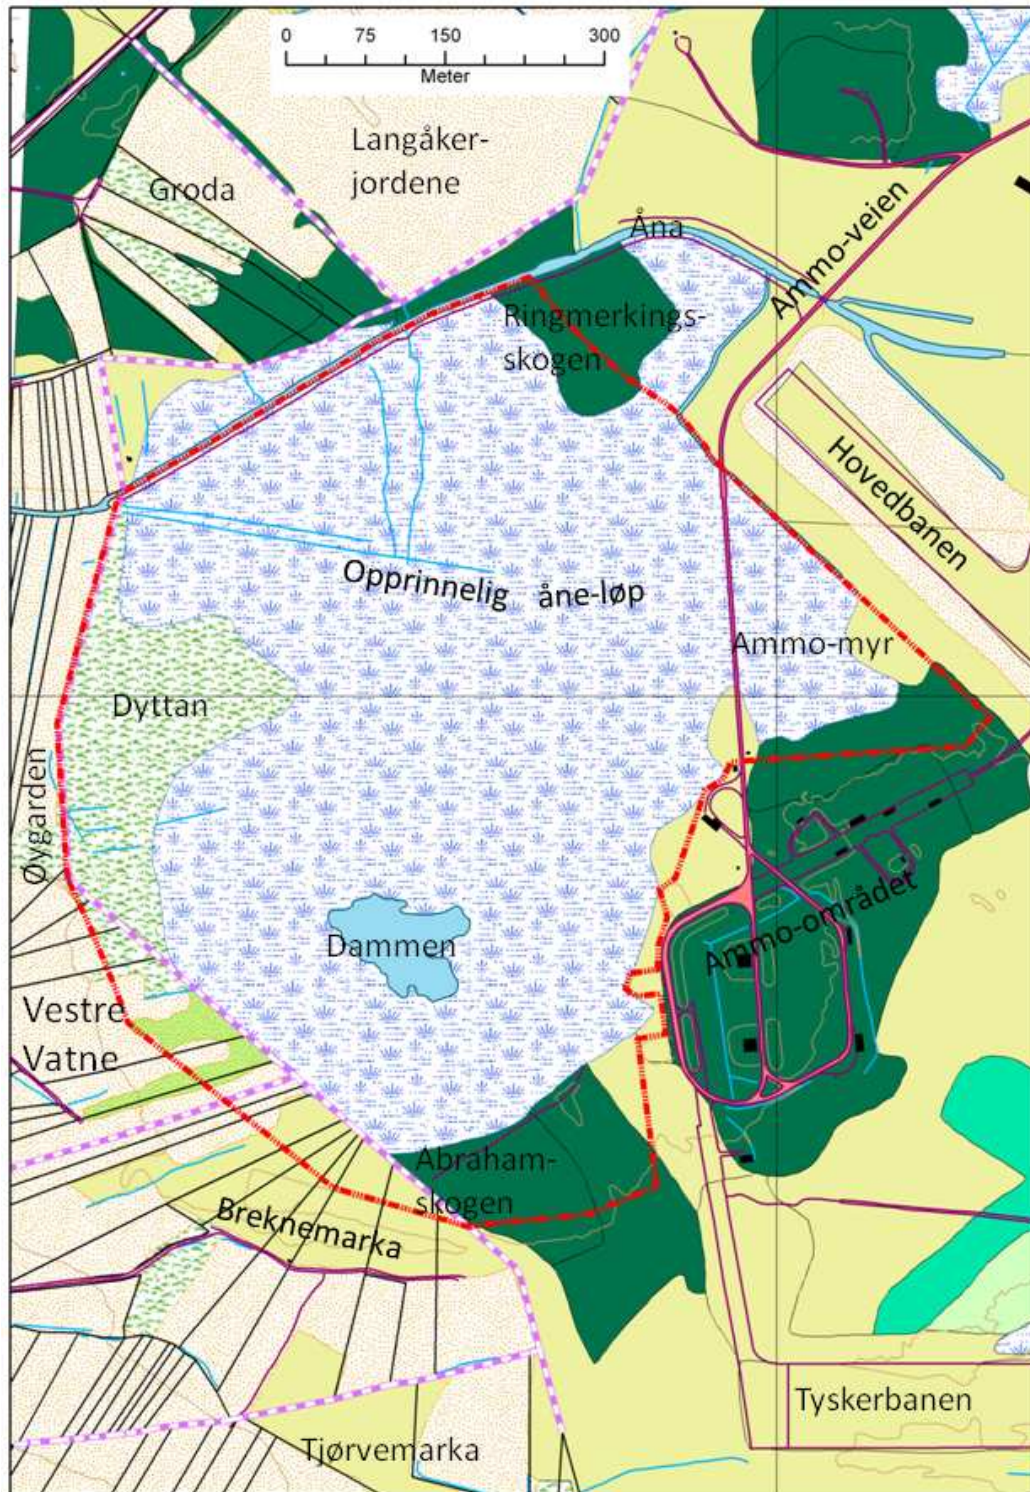 0 75 150 300
Meter
Langåker-
jordene
Groda
Åna
Ammo-veien
Ringmerkings-
skogen
Hovedbanen
Opprinnelig åne-løp
Ammo-myr
Dyttan
Øygarden
Ammo-området
Dammen
Vestre
Vatne
Abraham-
skogen
Breknemarka
Tyskerbanen
Tjørvemarka